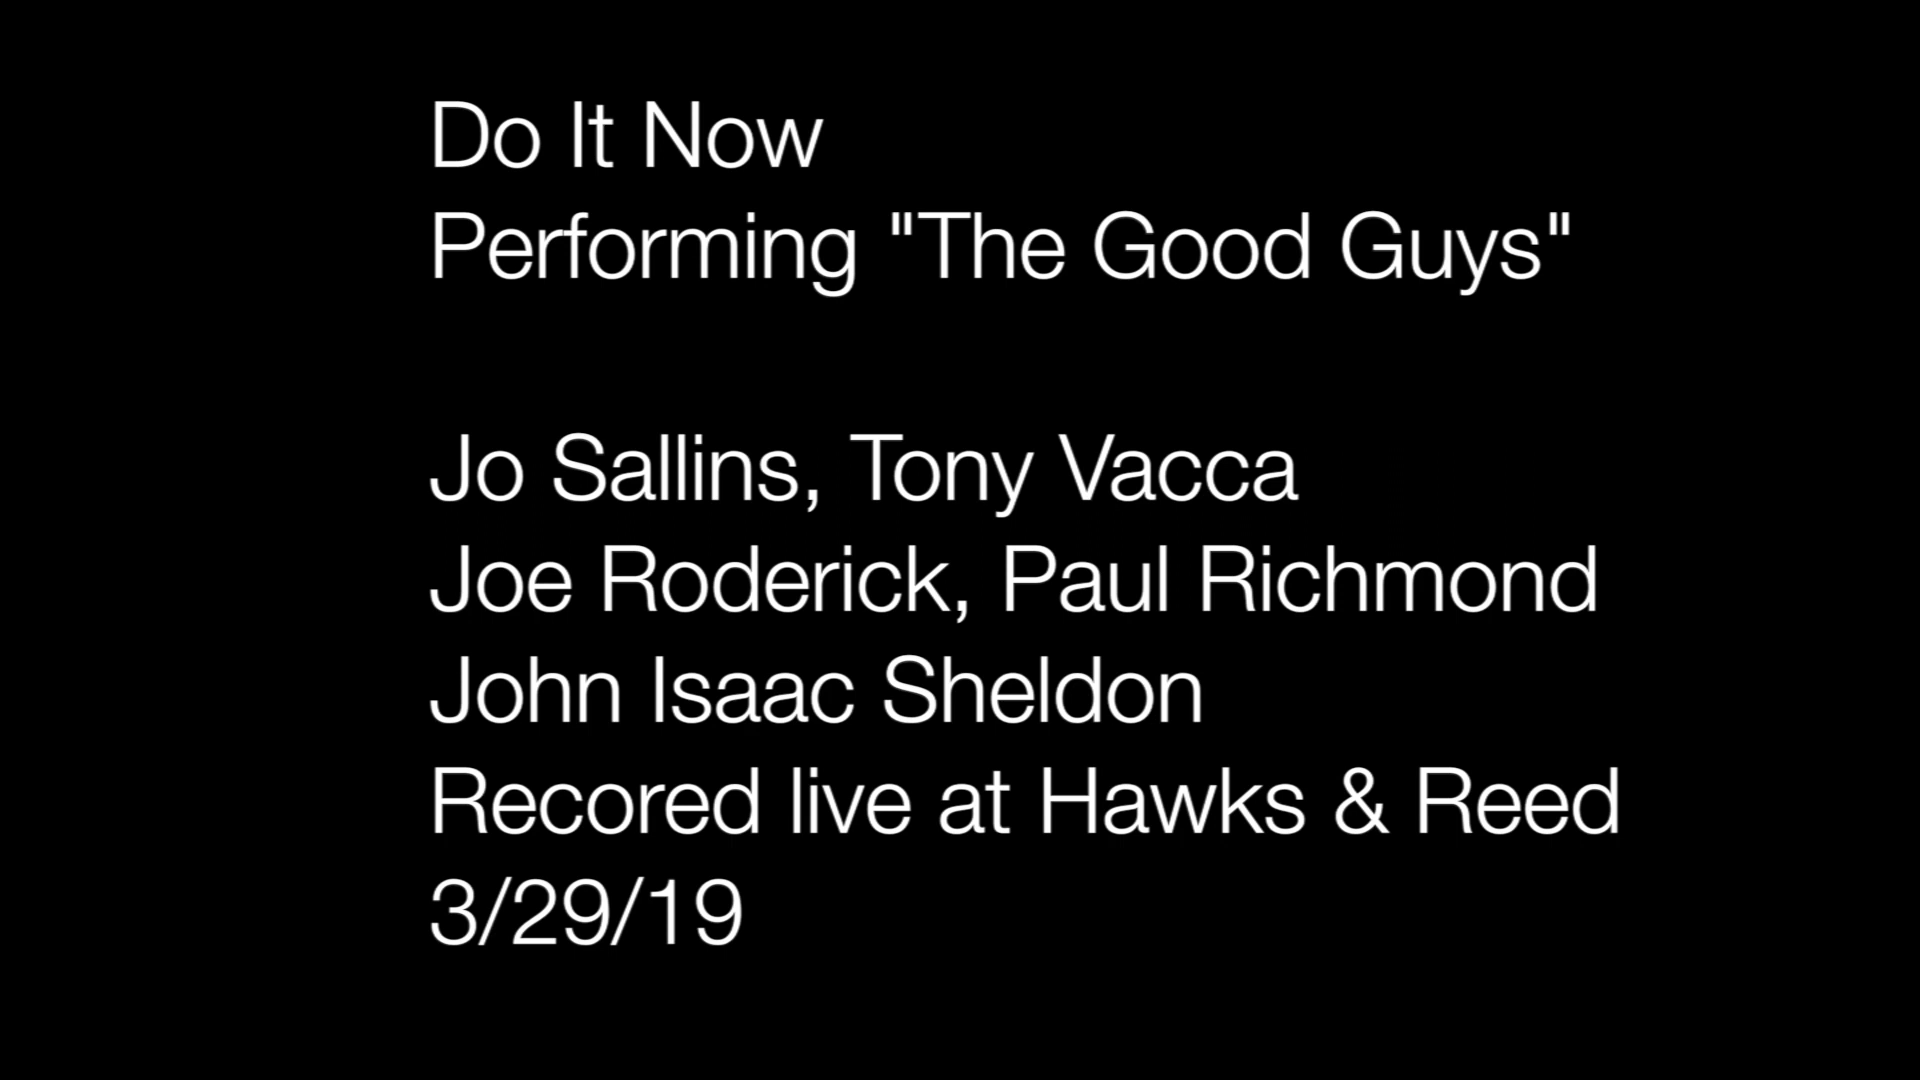 Do It Now
Performing "The Good Guys"
Jo Sallins, Tony Vacca
Joe Roderick, Paul Richmond
John Isaac Sheldon
Recored live at Hawks & Reed
3/29/19